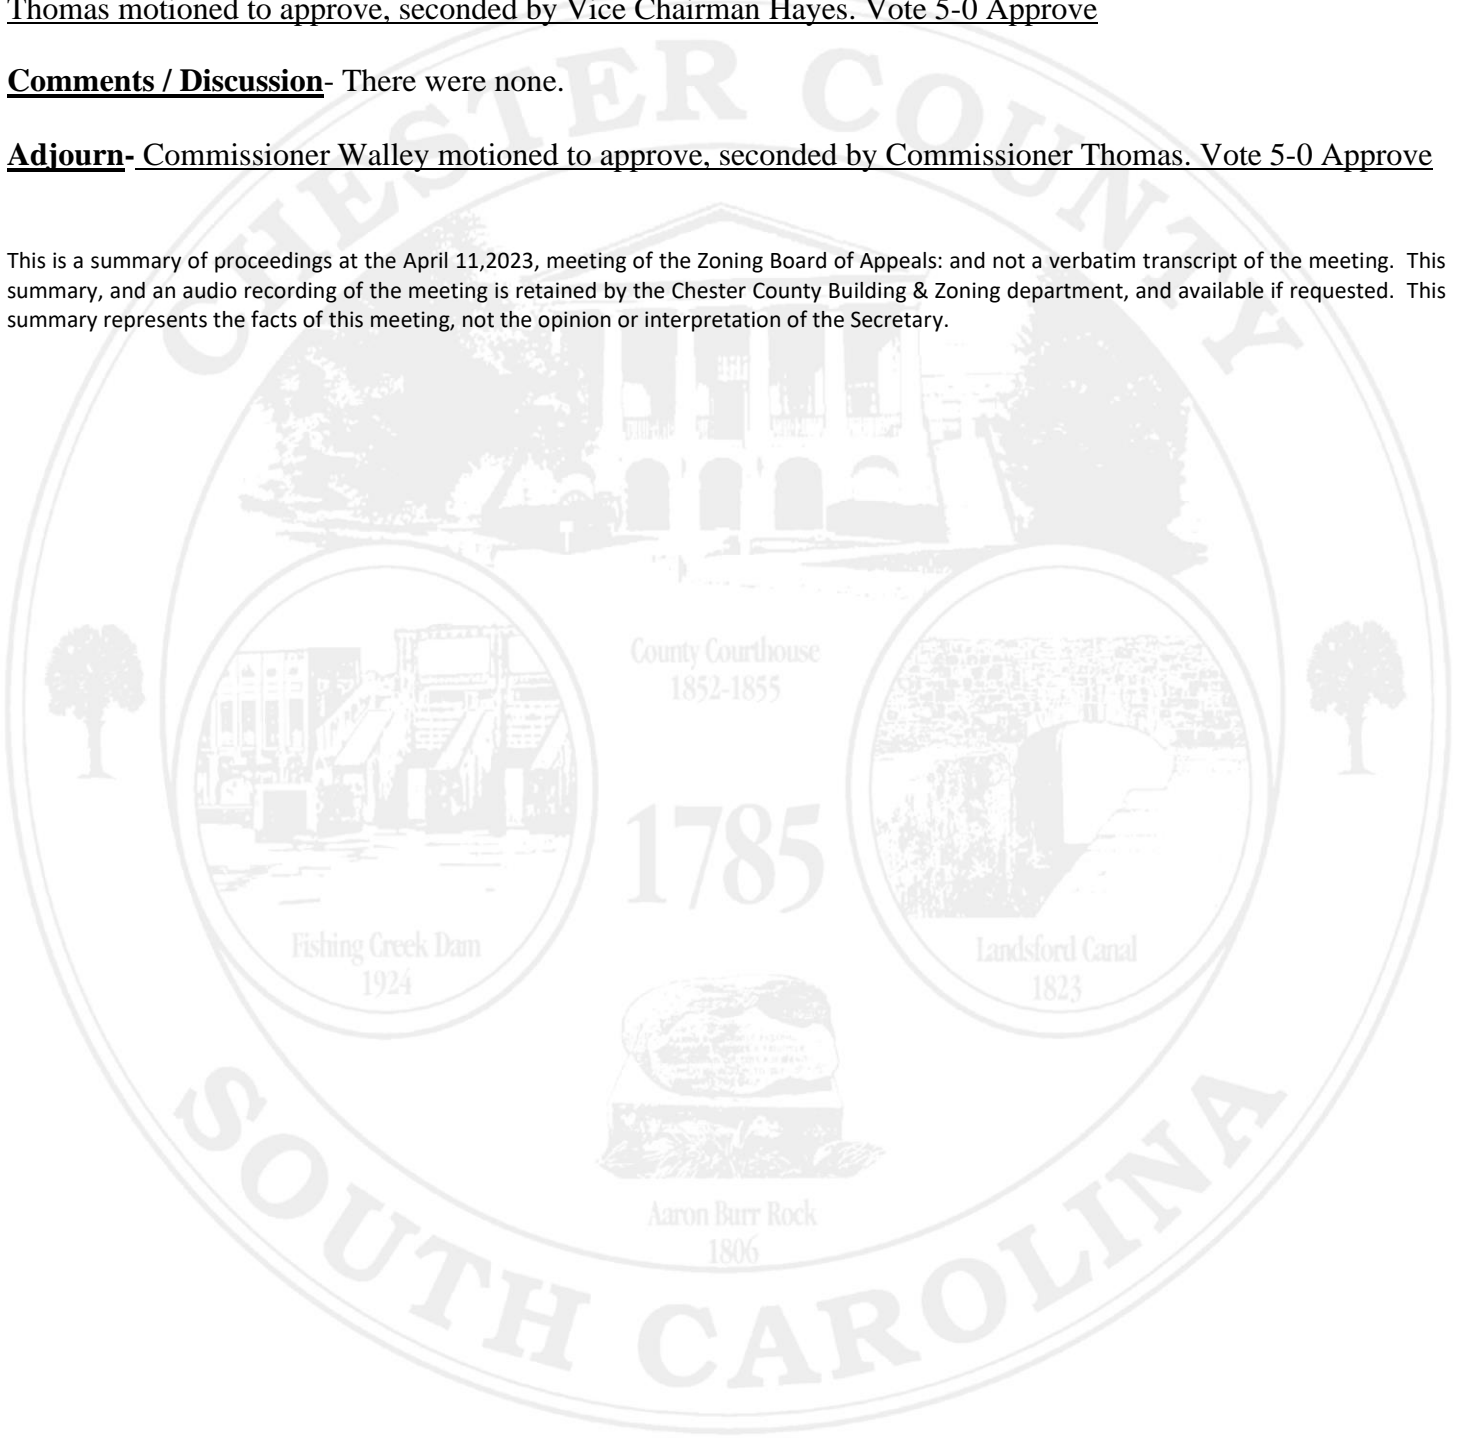 Thomas motioned to approve, seconded by Vice Chairman Hayes. Vote 5-0 Approve
Comments / Discussion- There were none.
Adjourn- Commissioner Walley motioned to approve, seconded by Commissioner Thomas. Vote 5-0 Approve
This is a summary of proceedings at the April 11,2023, meeting of the Zoning Board of Appeals: and not a verbatim transcript of the meeting. This
summary, and an audio recording of the meeting is retained by the Chester County Building & Zoning department, and available if requested. This
summary represents the facts of this meeting, not the opinion or interpretation of the Secretary.
CHESTER COUNTY
County Courthouse
1852-1855
1785
Fishing Creek Dam
1924
Landsford Canal
1823
Aaron Burr Rock
1806
SOUTH CAROLINA